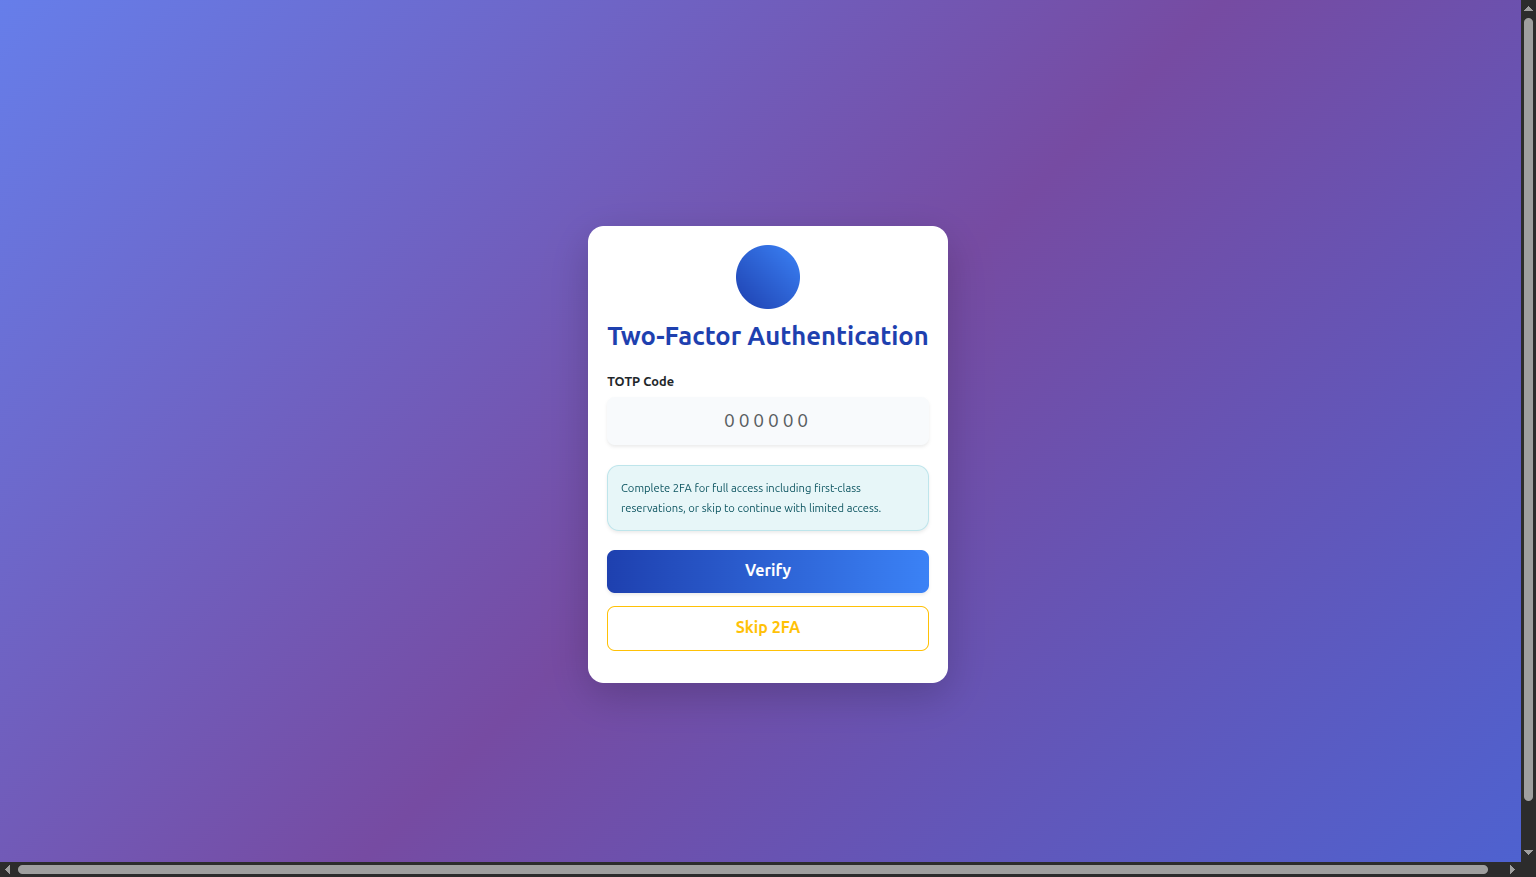 Two-Factor Authentication
TOTP Code
000000
Complete 2FA for full access including first-class
reservations, or skip to continue with limited access.
Verify
Skip 2FA